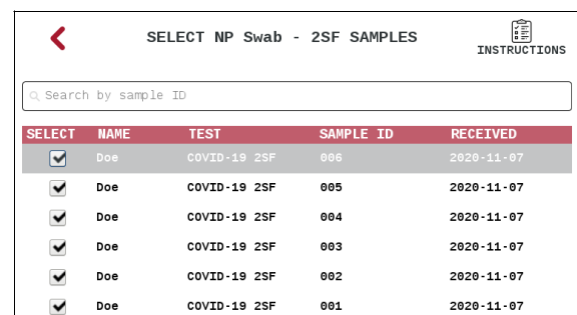 SELECT NP Swab - 2SF SAMPLES
INSTRUCTIONS
Search by sample ID
SELECT NAME TEST SAMPLE ID RECEIVED
Doe COVID-19 2SF 006 2020-11-07
Doe COVID-19 2SF 005 2020-11-07
Doe COVID-19 2SF 004 2020-11-07
Doe COVID-19 2SF 003 2020-11-07
Doe COVID-19 2SF 002 2020-11-07
Doe COVID-19 2SF 001 2020-11-07